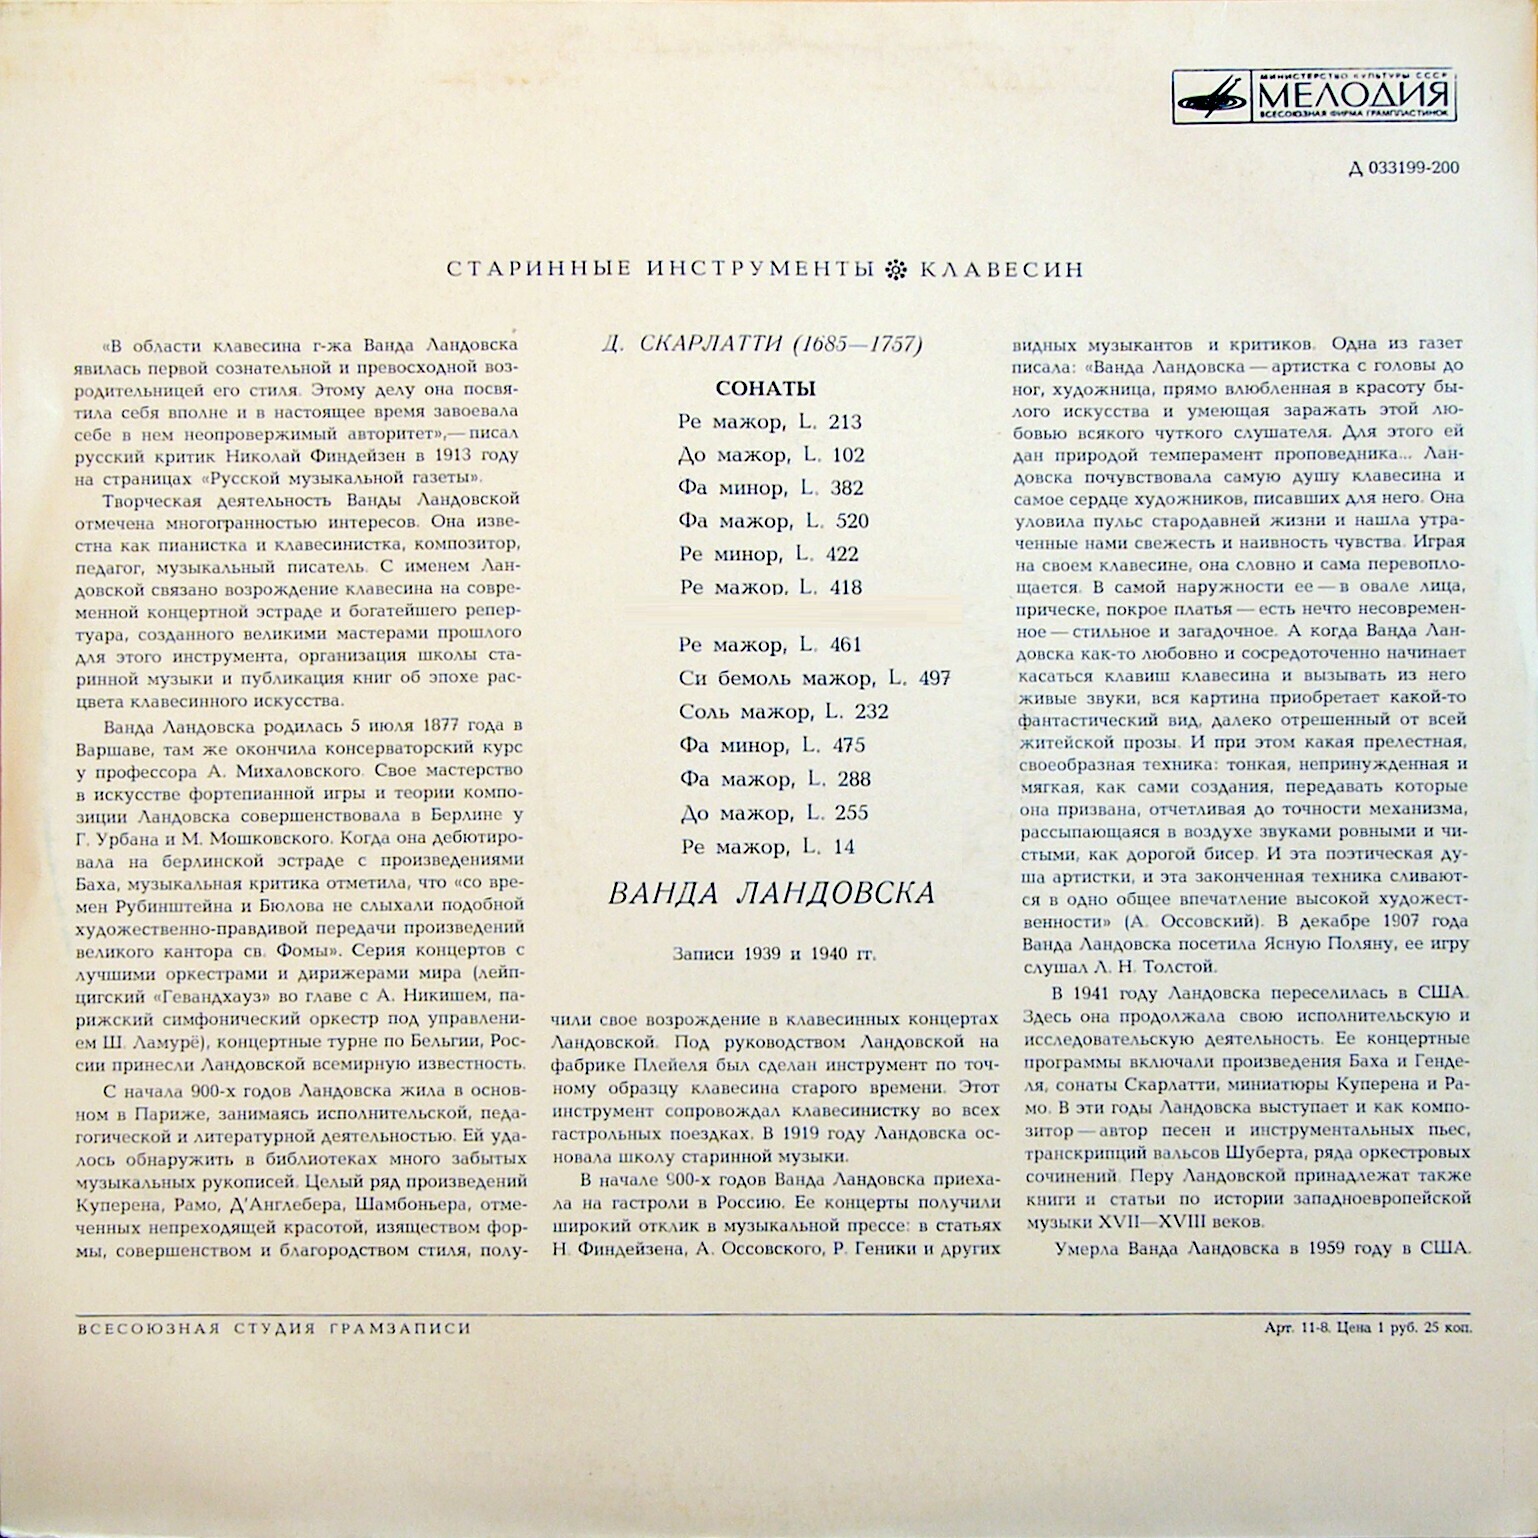 МИНИСТЕРСТВО КУЛЬТУРЫ СССР
МЕЛОДИЯ
ВСЕСОЮЗНАЯ ФИРМА ГРАМПЛАСТИНОК
Д 033199-200
СТАРИННЫЕ ИНСТРУМЕНТЫ КЛАВЕСИН
«В области клавесина г-жа Ванда Ландовска
явилась первой сознательной и превосходной воз-
родительницей его стиля. Этому делу она посвя-
тила себя вполне и в настоящее время завоевала
себе в нем неопровержимый авторитет»,— писал
русский критик Николай Финдейзен в 1913 году
на страницах «Русской музыкальной газеты».
Творческая деятельность Ванды Ландовской
отмечена многогранностью интересов. Она изве-
стна как пианистка и клавесинистка, композитор,
педагог, музыкальный писатель. С именем Лан-
довской связано возрождение клавесина на совре-
менной концертной эстраде и богатейшего репер-
туара, созданного великими мастерами прошлого
для этого инструмента, организация школы ста-
ринной музыки и публикация книг об эпохе рас-
цвета клавесинного искусства.
Ванда Ландовска родилась 5 июля 1877 года в
Варшаве, там же окончила консерваторский курс
у профессора А. Михаловского. Свое мастерство
в искусстве фортепианной игры и теории компо-
зиции Ландовска совершенствовала в Берлине у
Г. Урбана и М. Мошковского. Когда она дебютиро-
вала на берлинской эстраде с произведениями
Баха, музыкальная критика отметила, что «со вре-
мен Рубинштейна и Бюлова не слыхали подобной
художественно-правдивой передачи произведений
великого кантора св. Фомы». Серия концертов с
лучшими оркестрами и дирижерами мира (лейп-
цигский «Гевандхауз» во главе с А. Никишем, па-
рижский симфонический оркестр под управлени-
ем Ш. Ламурё), концертные турне по Бельгии, Рос-
сии принесли Ландовской всемирную известность.
С начала 900-х годов Ландовска жила в основ-
ном в Париже, занимаясь исполнительской, педа-
гогической и литературной деятельностью. Ей уда-
лось обнаружить в библиотеках много забытых
музыкальных рукописей. Целый ряд произведений
Куперена, Рамо, Д'Англебера, Шамбоньера, отме-
ченных непреходящей красотой, изяществом фор-
мы, совершенством и благородством стиля, полу-
Д. СКАРЛАТТИ (1685—1757)
СОНАТЫ
Ре мажор, L. 213
До мажор, L. 102
Фа минор, L. 382
Фа мажор, L. 520
Ре минор, L. 422
Ре мажор, L. 418
Ре мажор, L. 461
Си бемоль мажор, L. 497
Соль мажор, L. 232
Фа минор, L. 475
Фа мажор, L. 288
До мажор, L. 255
Ре мажор, L. 14
ВАНДА ЛАНДОВСКА
Записи 1939 и 1940 гг.
чили свое возрождение в клавесинных концертах
Ландовской. Под руководством Ландовской на
фабрике Плейеля был сделан инструмент по точ-
ному образцу клавесина старого времени. Этот
инструмент сопровождал клавесинистку во всех
гастрольных поездках. В 1919 году Ландовска ос-
новала школу старинной музыки.
В начале 900-х годов Ванда Ландовска приеха-
ла на гастроли в Россию. Ее концерты получили
широкий отклик в музыкальной прессе: в статьях
Н. Финдейзена, А. Оссовского, Р. Геники и других
видных музыкантов и критиков. Одна из газет
писала: «Ванда Ландовска — артистка с головы до
ног, художница, прямо влюбленная в красоту бы-
лого искусства и умеющая заражать этой лю-
бовью всякого чуткого слушателя. Для этого ей
дан природой темперамент проповедника... Лан-
довска почувствовала самую душу клавесина и
самое сердце художников, писавших для него. Она
уловила пульс стародавней жизни и нашла утра-
ченные нами свежесть и наивность чувства. Играя
на своем клавесине, она словно и сама перевопло-
щается. В самой наружности ее — в овале лица,
прическе, покрое платья — есть нечто несовремен-
ное — стильное и загадочное. А когда Ванда Лан-
довска как-то любовно и сосредоточенно начинает
касаться клавиш клавесина и вызывать из него
живые звуки, вся картина приобретает какой-то
фантастический вид, далеко отрешенный от всей
житейской прозы. И при этом какая прелестная,
своеобразная техника: тонкая, непринужденная и
мягкая, как сами создания, передавать которые
она призвана, отчетливая до точности механизма,
рассыпающаяся в воздухе звуками ровными и чи-
стыми, как дорогой бисер. И эта поэтическая ду-
ша артистки, и эта законченная техника сливают-
ся в одно общее впечатление высокой художест-
венности» (А. Оссовский). В декабре 1907 года
Ванда Ландовска посетила Ясную Поляну, ее игру
слушал Л. Н. Толстой.
В 1941 году Ландовска переселилась в США.
Здесь она продолжала свою исполнительскую и
исследовательскую деятельность. Ее концертные
программы включали произведения Баха и Генде-
ля, сонаты Скарлатти, миниатюры Куперена и Ра-
мо. В эти годы Ландовска выступает и как компо-
зитор — автор песен и инструментальных пьес,
транскрипций вальсов Шуберта, ряда оркестровых
сочинений. Перу Ландовской принадлежат также
книги и статьи по истории западноевропейской
музыки XVII—XVIII веков.
Умерла Ванда Ландовска в 1959 году в США.
ВСЕСОЮЗНАЯ СТУДИЯ ГРАМЗАПИСИ
Арт. 11-8. Цена 1 руб. 25 коп.